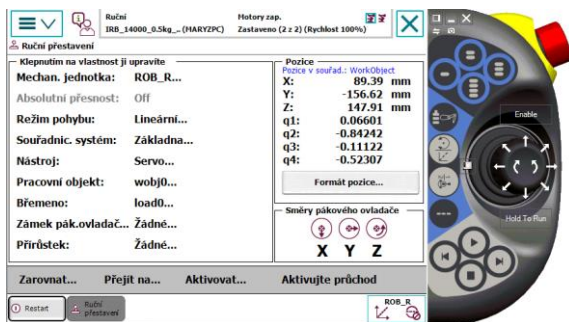 Ruční
IRB_14000_0.5kg_... (MARYZPC)
Motory zap.
Zastaveno (2 z 2) (Rychlost 100%)
Ruční přestavení
Klepnutím na vlastnost ji upravíte
Mechan. jednotka: ROB_R...
Absolutní přesnost: Off
Režim pohybu: Lineární...
Souřadnic. systém: Základna...
Nástroj: Servo...
Pracovní objekt: wobj0...
Břemeno: load0...
Zámek pák.ovladač... Žádné...
Přírůstek: Žádné...
Pozice
Pozice v souřad.: WorkObject
X: 89.39 mm
Y: -156.62 mm
Z: 147.91 mm
q1: 0.06601
q2: -0.84242
q3: -0.11122
q4: -0.52307
Formát pozice...
Směry pákového ovladače
X Y Z
Zarovnat... Přejít na... Aktivovat... Aktivujte průchod
Restart
Ruční přestavení
ROB_R
Enable
Hold To Run